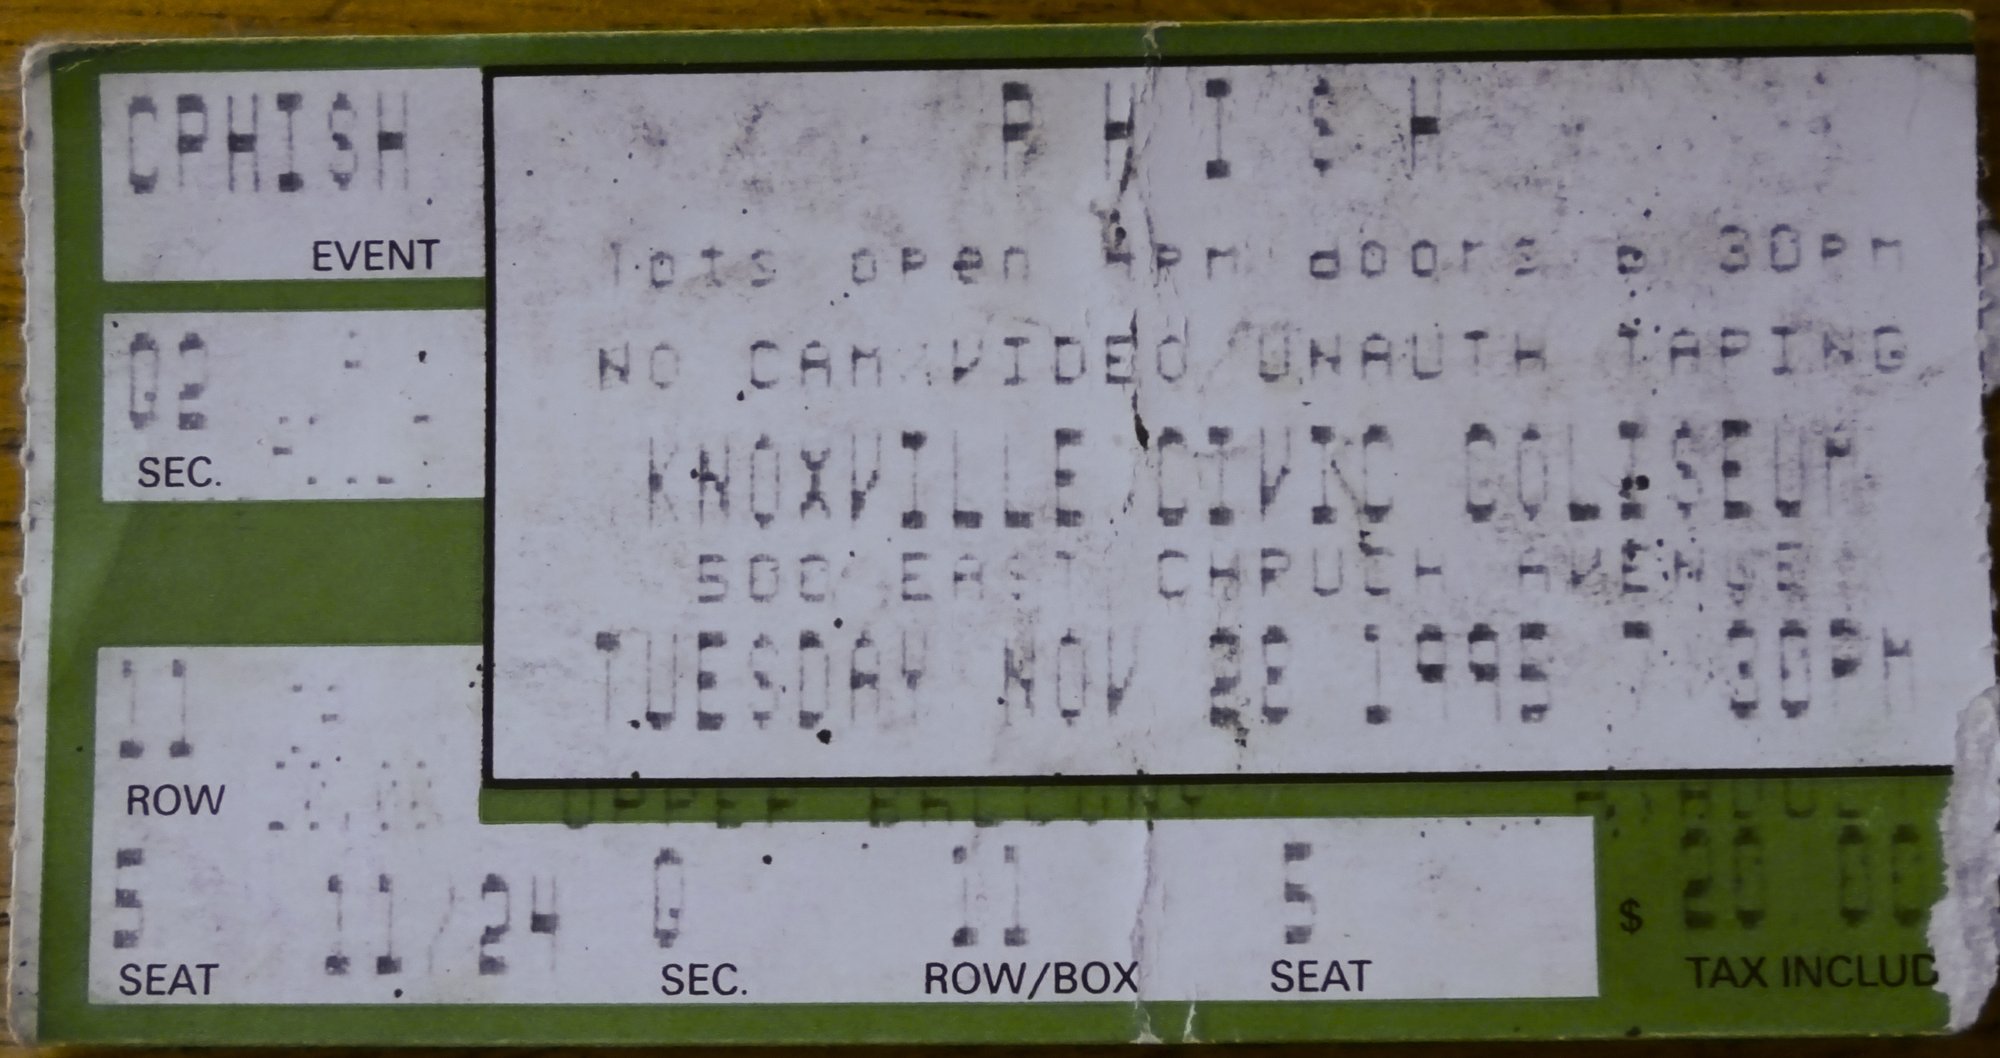 CPHISH
EVENT
P H I S H
lots open 4pm doors 6 30pm
NO CAM/VIDEO/UNAUTH TAPING
KNOXVILLE CIVIC COLISEUM
500 EAST CHURCH AVENUE
TUESDAY NOV 28 1995 7 30PM
G2
SEC.
11
ROW
UPPER BALCONY
ADULT
5 11/24 G 11 5 $ 20 00
SEAT SEC. ROW/BOX SEAT TAX INCLUD